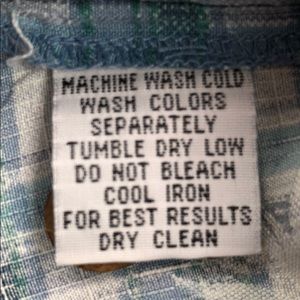 MACHINE WASH COLD
WASH COLORS
SEPARATELY
TUMBLE DRY LOW
DO NOT BLEACH
COOL IRON
FOR BEST RESULTS
DRY CLEAN